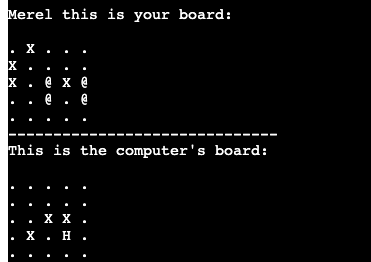 Merel this is your board:
. X . . .
X . . . .
X . @ X @
. . @ . @
. . . . .
------------------------------
This is the computer's board:
. . . . .
. . . . .
. . X X .
. X . H .
. . . . .